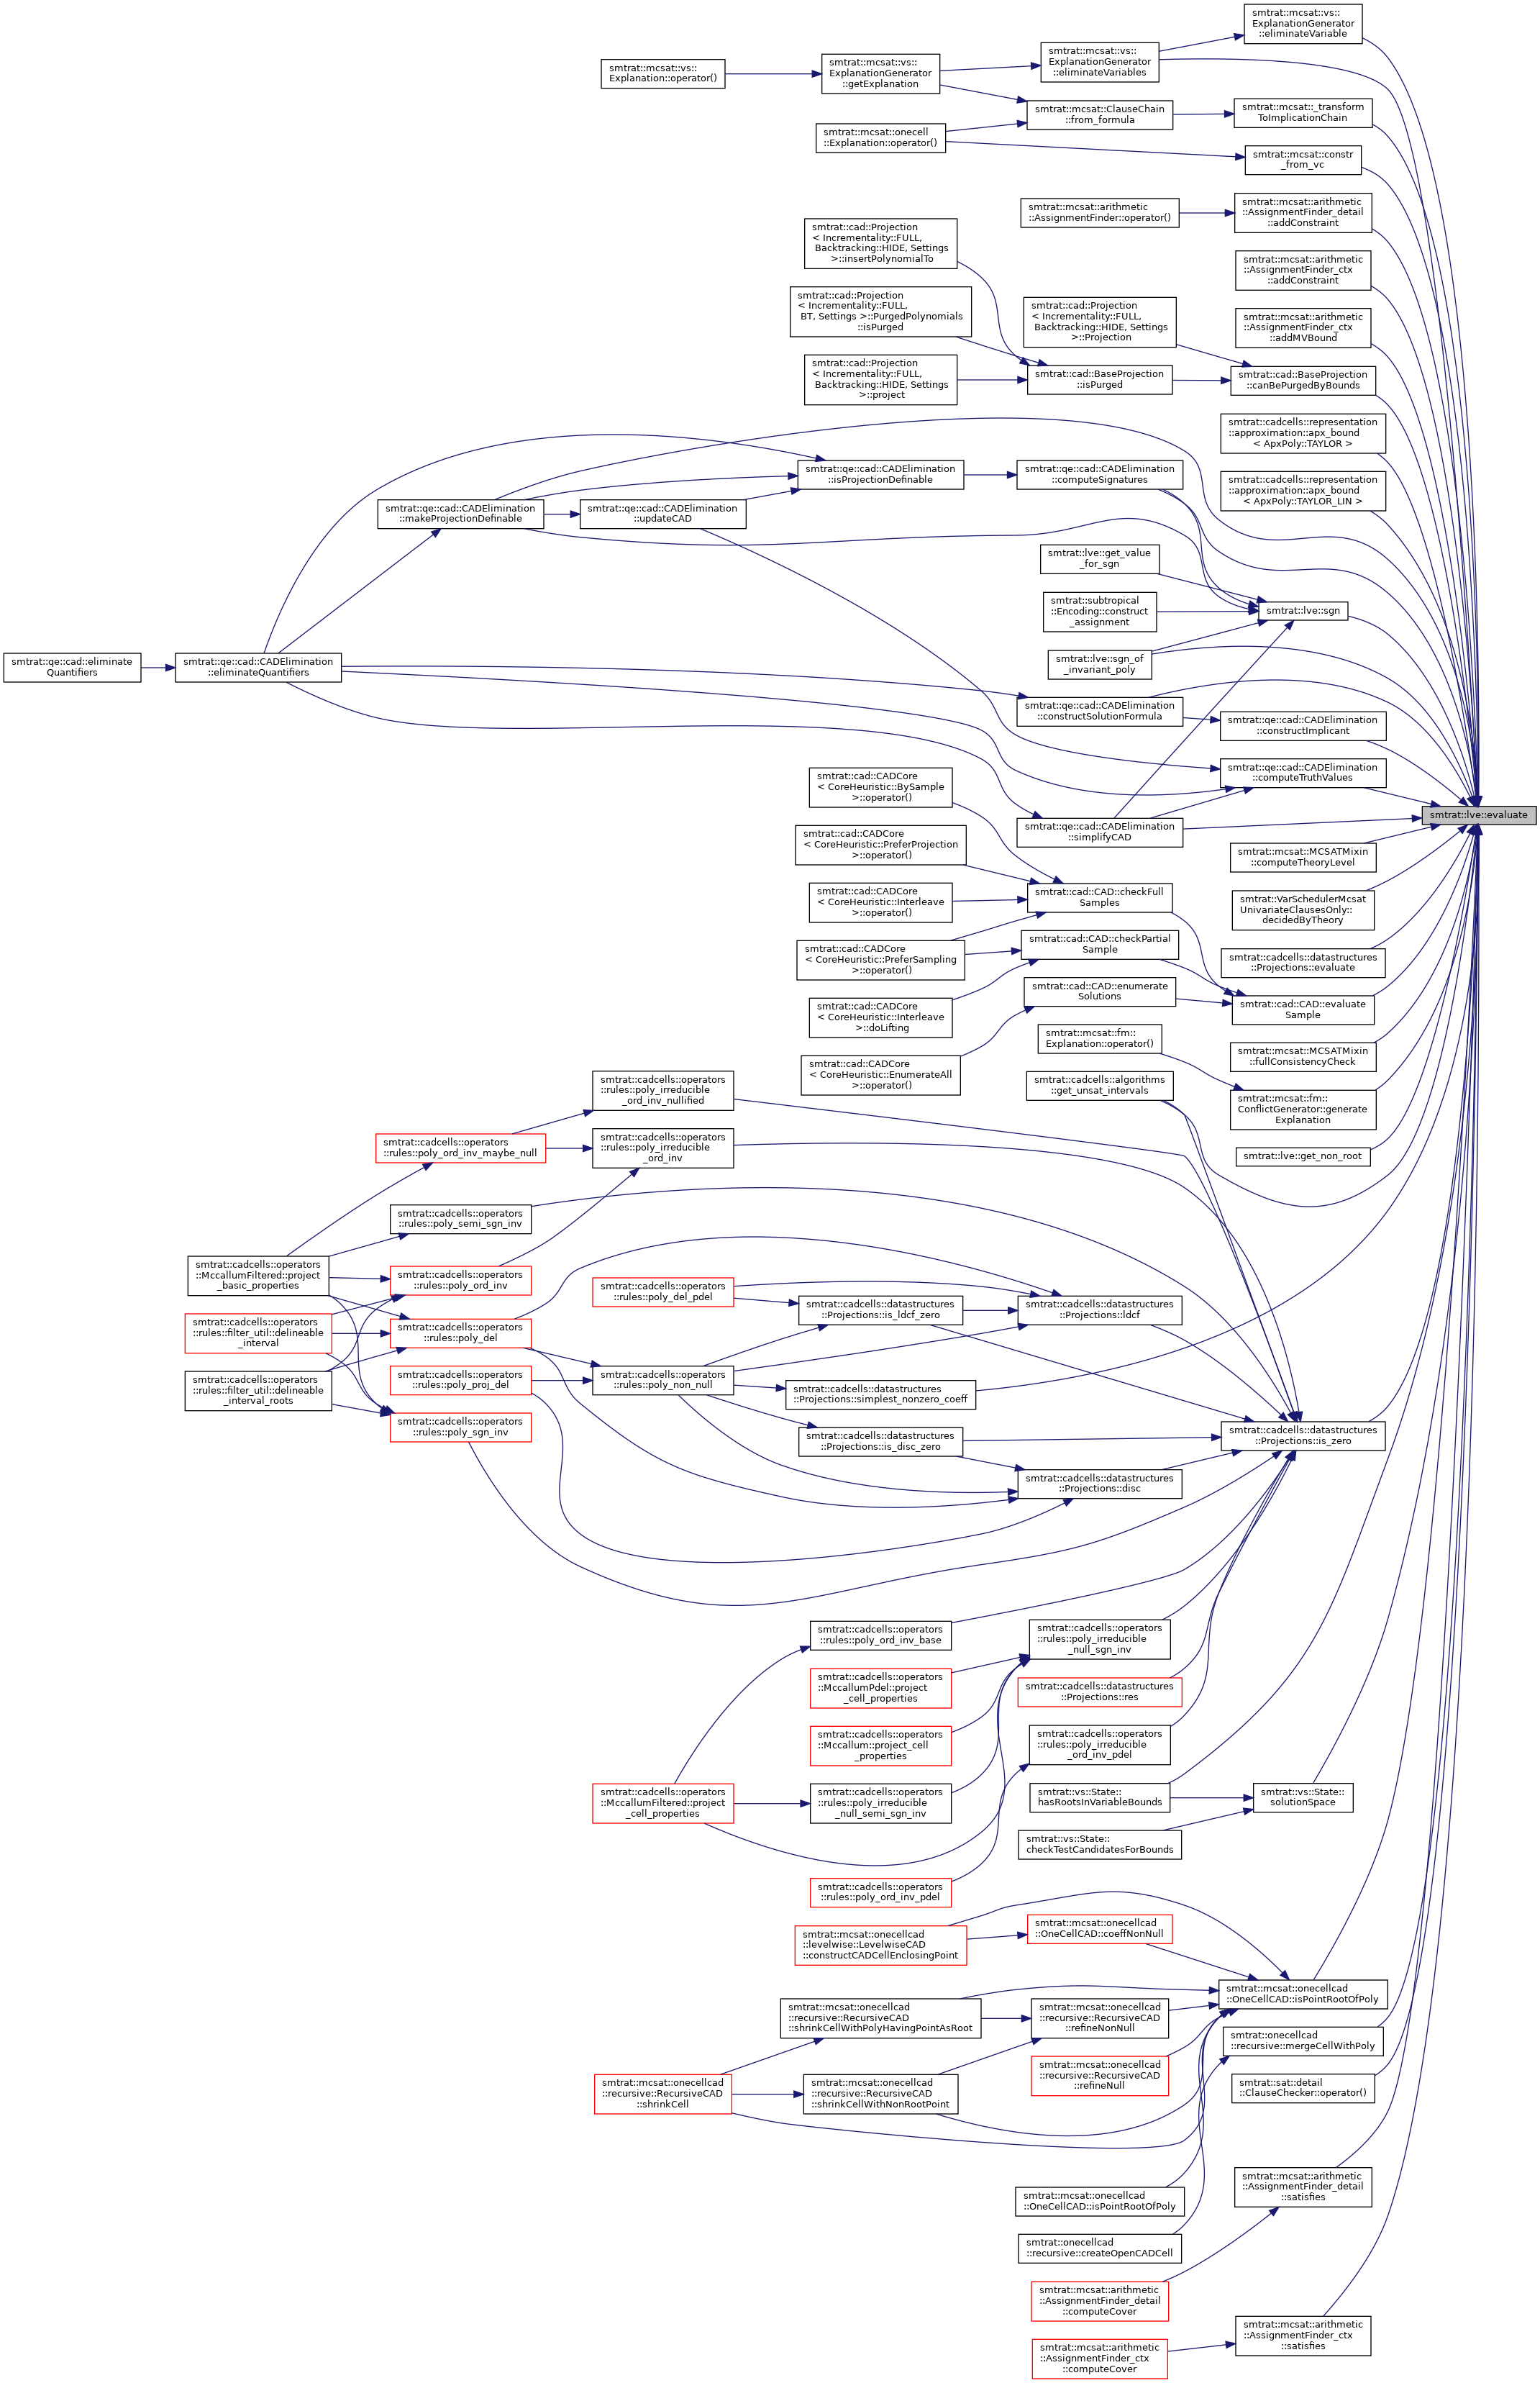 smtrat::mcsat::vs::
ExplanationGenerator
::eliminateVariable
smtrat::mcsat::vs::
ExplanationGenerator
::eliminateVariables
smtrat::mcsat::vs::
ExplanationGenerator
::getExplanation
smtrat::mcsat::vs::
Explanation::operator()
smtrat::mcsat::_transform
ToImplicationChain
smtrat::mcsat::ClauseChain
::from_formula
smtrat::mcsat::onecell
::Explanation::operator()
smtrat::mcsat::constr
_from_vc
smtrat::mcsat::arithmetic
::AssignmentFinder_detail
::addConstraint
smtrat::mcsat::arithmetic
::AssignmentFinder::operator()
smtrat::cad::Projection
< Incrementality::FULL,
Backtracking::HIDE, Settings
>::insertPolynomialTo
smtrat::mcsat::arithmetic
::AssignmentFinder_ctx
::addConstraint
smtrat::cad::Projection
< Incrementality::FULL,
BT, Settings >::PurgedPolynomials
::isPurged
smtrat::cad::Projection
< Incrementality::FULL,
Backtracking::HIDE, Settings
>::Projection
smtrat::mcsat::arithmetic
::AssignmentFinder_ctx
::addMVBound
smtrat::cad::Projection
< Incrementality::FULL,
Backtracking::HIDE, Settings
>::project
smtrat::cad::BaseProjection
::isPurged
smtrat::cad::BaseProjection
::canBePurgedByBounds
smtrat::cadcells::representation
::approximation::apx_bound
< ApxPoly::TAYLOR >
smtrat::cadcells::representation
::approximation::apx_bound
< ApxPoly::TAYLOR_LIN >
smtrat::qe::cad::CADElimination
::isProjectionDefinable
smtrat::qe::cad::CADElimination
::computeSignatures
smtrat::qe::cad::CADElimination
::makeProjectionDefinable
smtrat::qe::cad::CADElimination
::updateCAD
smtrat::lve::get_value
_for_sgn
smtrat::subtropical
::Encoding::construct
_assignment
smtrat::lve::sgn
smtrat::lve::sgn_of
_invariant_poly
smtrat::qe::cad::eliminate
Quantifiers
smtrat::qe::cad::CADElimination
::eliminateQuantifiers
smtrat::qe::cad::CADElimination
::constructSolutionFormula
smtrat::qe::cad::CADElimination
::constructImplicant
smtrat::qe::cad::CADElimination
::computeTruthValues
smtrat::cad::CADCore
< CoreHeuristic::BySample
>::operator()
smtrat::qe::cad::CADElimination
::simplifyCAD
smtrat::lve::evaluate
smtrat::cad::CADCore
< CoreHeuristic::PreferProjection
>::operator()
smtrat::mcsat::MCSATMixin
::computeTheoryLevel
smtrat::cad::CADCore
< CoreHeuristic::Interleave
>::operator()
smtrat::cad::CAD::checkFull
Samples
smtrat::VarSchedulerMcsat
UnivariateClausesOnly::
decidedByTheory
smtrat::cad::CADCore
< CoreHeuristic::PreferSampling
>::operator()
smtrat::cad::CAD::checkPartial
Sample
smtrat::cadcells::datastructures
::Projections::evaluate
smtrat::cad::CADCore
< CoreHeuristic::Interleave
>::doLifting
smtrat::cad::CAD::enumerate
Solutions
smtrat::cad::CAD::evaluate
Sample
smtrat::cad::CADCore
< CoreHeuristic::EnumerateAll
>::operator()
smtrat::mcsat::fm::
Explanation::operator()
smtrat::mcsat::MCSATMixin
::fullConsistencyCheck
smtrat::cadcells::operators
::rules::poly_irreducible
_ord_inv_nullified
smtrat::cadcells::algorithms
::get_unsat_intervals
smtrat::mcsat::fm::
ConflictGenerator::generate
Explanation
smtrat::cadcells::operators
::rules::poly_ord_inv_maybe_null
smtrat::cadcells::operators
::rules::poly_irreducible
_ord_inv
smtrat::lve::get_non_root
smtrat::cadcells::operators
::rules::poly_semi_sgn_inv
smtrat::cadcells::operators
::MccallumFiltered::project
_basic_properties
smtrat::cadcells::operators
::rules::poly_ord_inv
smtrat::cadcells::operators
::rules::poly_del_pdel
smtrat::cadcells::datastructures
::Projections::is_ldcf_zero
smtrat::cadcells::datastructures
::Projections::ldcf
smtrat::cadcells::operators
::rules::filter_util::delineable
_interval
smtrat::cadcells::operators
::rules::poly_del
smtrat::cadcells::operators
::rules::filter_util::delineable
_interval_roots
smtrat::cadcells::operators
::rules::poly_proj_del
smtrat::cadcells::operators
::rules::poly_non_null
smtrat::cadcells::datastructures
::Projections::simplest_nonzero_coeff
smtrat::cadcells::operators
::rules::poly_sgn_inv
smtrat::cadcells::datastructures
::Projections::is_disc_zero
smtrat::cadcells::datastructures
::Projections::is_zero
smtrat::cadcells::datastructures
::Projections::disc
smtrat::cadcells::operators
::rules::poly_ord_inv_base
smtrat::cadcells::operators
::rules::poly_irreducible
_null_sgn_inv
smtrat::cadcells::operators
::MccallumPdel::project
_cell_properties
smtrat::cadcells::datastructures
::Projections::res
smtrat::cadcells::operators
::Mccallum::project_cell
_properties
smtrat::cadcells::operators
::rules::poly_irreducible
_ord_inv_pdel
smtrat::cadcells::operators
::MccallumFiltered::project
_cell_properties
smtrat::cadcells::operators
::rules::poly_irreducible
_null_semi_sgn_inv
smtrat::vs::State::
hasRootsInVariableBounds
smtrat::vs::State::
solutionSpace
smtrat::vs::State::
checkTestCandidatesForBounds
smtrat::cadcells::operators
::rules::poly_ord_inv_pdel
smtrat::mcsat::onecellcad
::levelwise::LevelwiseCAD
::constructCADCellEnclosingPoint
smtrat::mcsat::onecellcad
::OneCellCAD::coeffNonNull
smtrat::mcsat::onecellcad
::OneCellCAD::isPointRootOfPoly
smtrat::mcsat::onecellcad
::recursive::RecursiveCAD
::shrinkCellWithPolyHavingPointAsRoot
smtrat::mcsat::onecellcad
::recursive::RecursiveCAD
::refineNonNull
smtrat::onecellcad
::recursive::mergeCellWithPoly
smtrat::mcsat::onecellcad
::recursive::RecursiveCAD
::shrinkCell
smtrat::mcsat::onecellcad
::recursive::RecursiveCAD
::shrinkCellWithNonRootPoint
smtrat::mcsat::onecellcad
::recursive::RecursiveCAD
::refineNull
smtrat::sat::detail
::ClauseChecker::operator()
smtrat::mcsat::onecellcad
::OneCellCAD::isPointRootOfPoly
smtrat::mcsat::arithmetic
::AssignmentFinder_detail
::satisfies
smtrat::onecellcad
::recursive::createOpenCADCell
smtrat::mcsat::arithmetic
::AssignmentFinder_detail
::computeCover
smtrat::mcsat::arithmetic
::AssignmentFinder_ctx
::satisfies
smtrat::mcsat::arithmetic
::AssignmentFinder_ctx
::computeCover